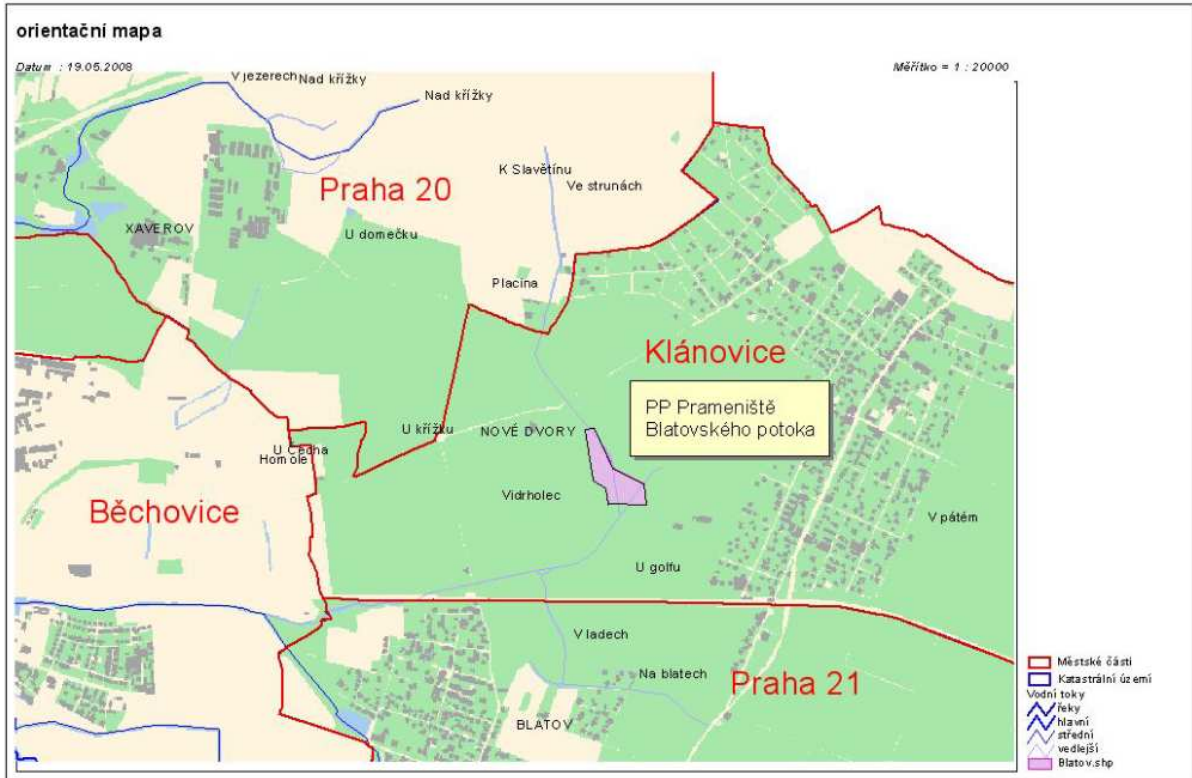 orientační mapa
Datum : 19.05.2008
Měřítko = 1 : 20000
V jezerech
Nad křížky
Nad křížky
K Slavětínu
Praha 20
Ve strunách
XAVEROV
U domečku
Placina
Klánovice
PP Prameniště
Blatovského potoka
U křížku
NOVÉ DVORY
U Čecha
Homole
Vidrholec
Běchovice
V pátém
U golfu
V ladech
Na blatech
Praha 21
BLATOV
Městské části
Katastrální území
Vodní toky
řeky
hlavní
střední
vedlejší
Blatov.shp